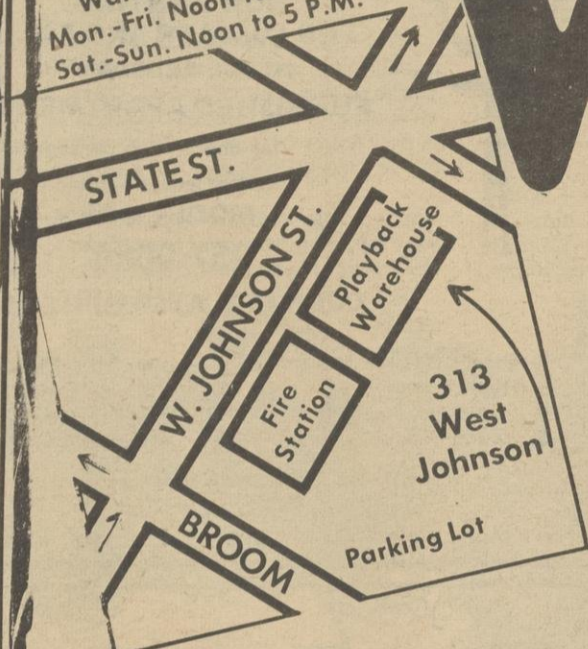 Mon.-Fri. Noon
Sat.-Sun. Noon to 5 P.M.
STATE ST.
W. JOHNSON ST.
Playback
Warehouse
Fire
Station
313
West
Johnson
BROOM
Parking Lot